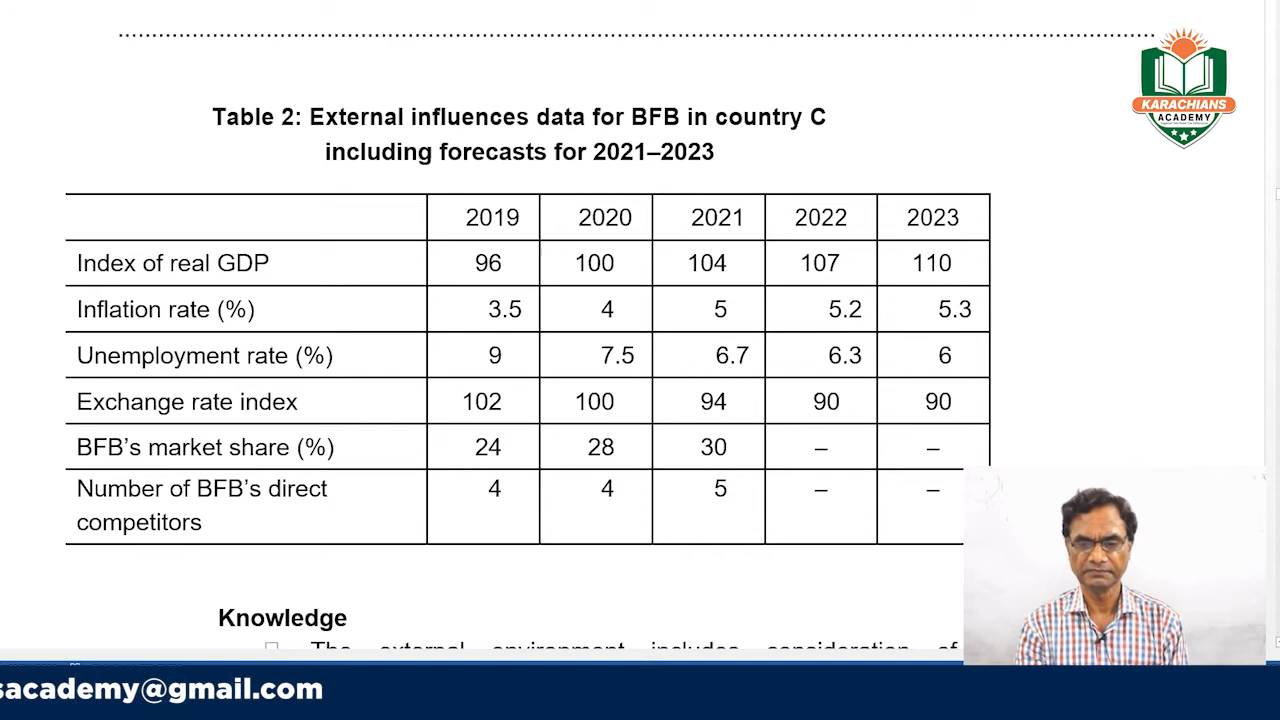 KARACHIANS
ACADEMY
Table 2: External influences data for BFB in country C
including forecasts for 2021–2023
2019 2020 2021 2022 2023
Index of real GDP 96 100 104 107 110
Inflation rate (%) 3.5 4 5 5.2 5.3
Unemployment rate (%) 9 7.5 6.7 6.3 6
Exchange rate index 102 100 94 90 90
BFB’s market share (%) 24 28 30 – –
Number of BFB’s direct 4 4 5 – –
competitors
Knowledge
The external environment includes consideration of
sacademy@gmail.com